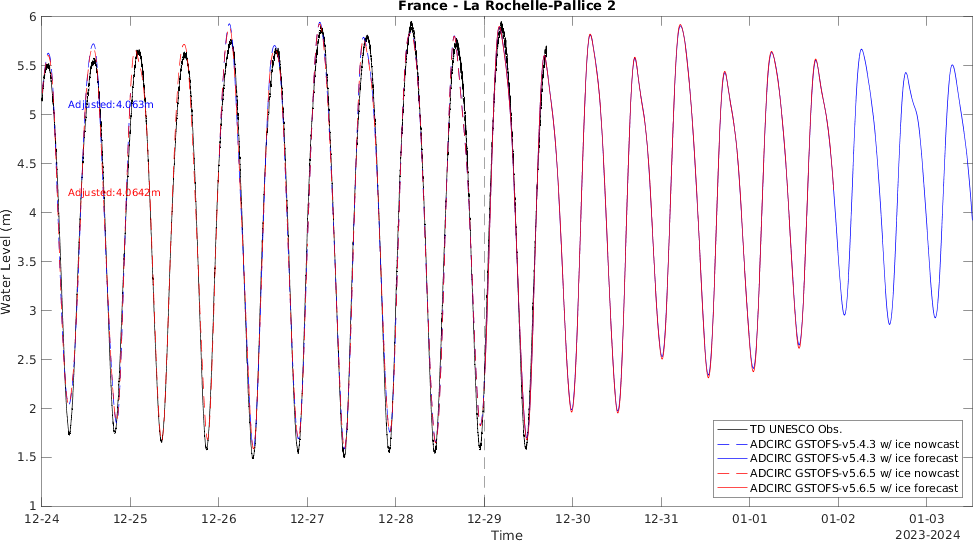 France - La Rochelle-Pallice 2
6
5.5
5
4.5
4
3.5
3
2.5
2
1.5
1
Water Level (m)
Adjusted:4.063m
Adjusted:4.0642m
TD UNESCO Obs.
ADCIRC GSTOFS-v5.4.3 w/ ice nowcast
ADCIRC GSTOFS-v5.4.3 w/ ice forecast
ADCIRC GSTOFS-v5.6.5 w/ ice nowcast
ADCIRC GSTOFS-v5.6.5 w/ ice forecast
12-24 12-25 12-26 12-27 12-28 12-29 12-30 12-31 01-01 01-02 01-03
Time
2023-2024